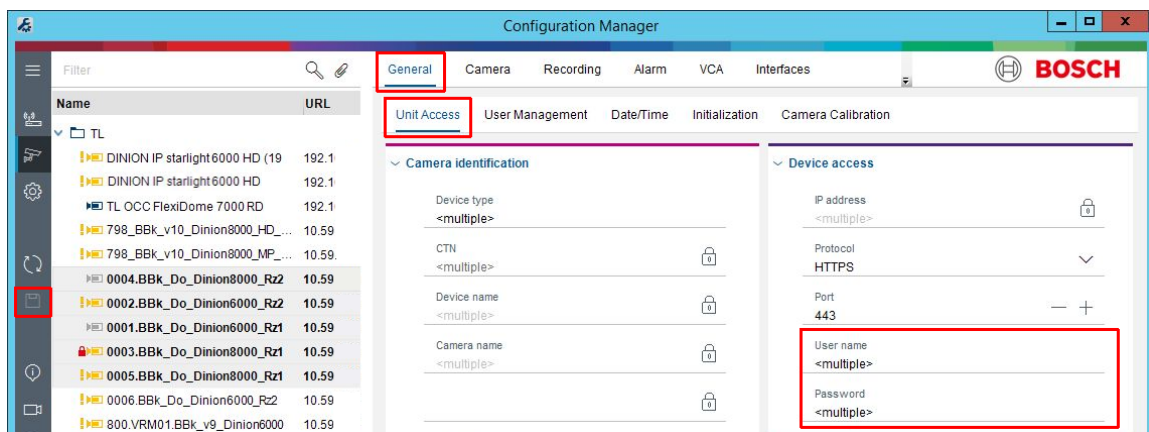 Configuration Manager
Filter
General Camera Recording Alarm VCA Interfaces
BOSCH
Name URL
Unit Access User Management Date/Time Initialization Camera Calibration
TL
DINION IP starlight 6000 HD (19 192.1
DINION IP starlight 6000 HD 192.1
TL OCC FlexiDome 7000 RD 192.1
798_BBk_v10_Dinion8000_HD_... 10.59
798_BBk_v10_Dinion8000_MP_... 10.59.
0004.BBk_Do_Dinion8000_Rz2 10.59
0002.BBk_Do_Dinion6000_Rz2 10.59
0001.BBk_Do_Dinion6000_Rz1 10.59
0003.BBk_Do_Dinion8000_Rz1 10.59
0005.BBk_Do_Dinion8000_Rz1 10.59
0006.BBk_Do_Dinion6000_Rz2 10.59
800.VRM01.BBk_v9_Dinion6000 10.59
Camera identification
Device type
<multiple>
CTN
<multiple>
Device name
<multiple>
Camera name
<multiple>
Device access
IP address
<multiple>
Protocol
HTTPS
Port
443
User name
<multiple>
Password
<multiple>